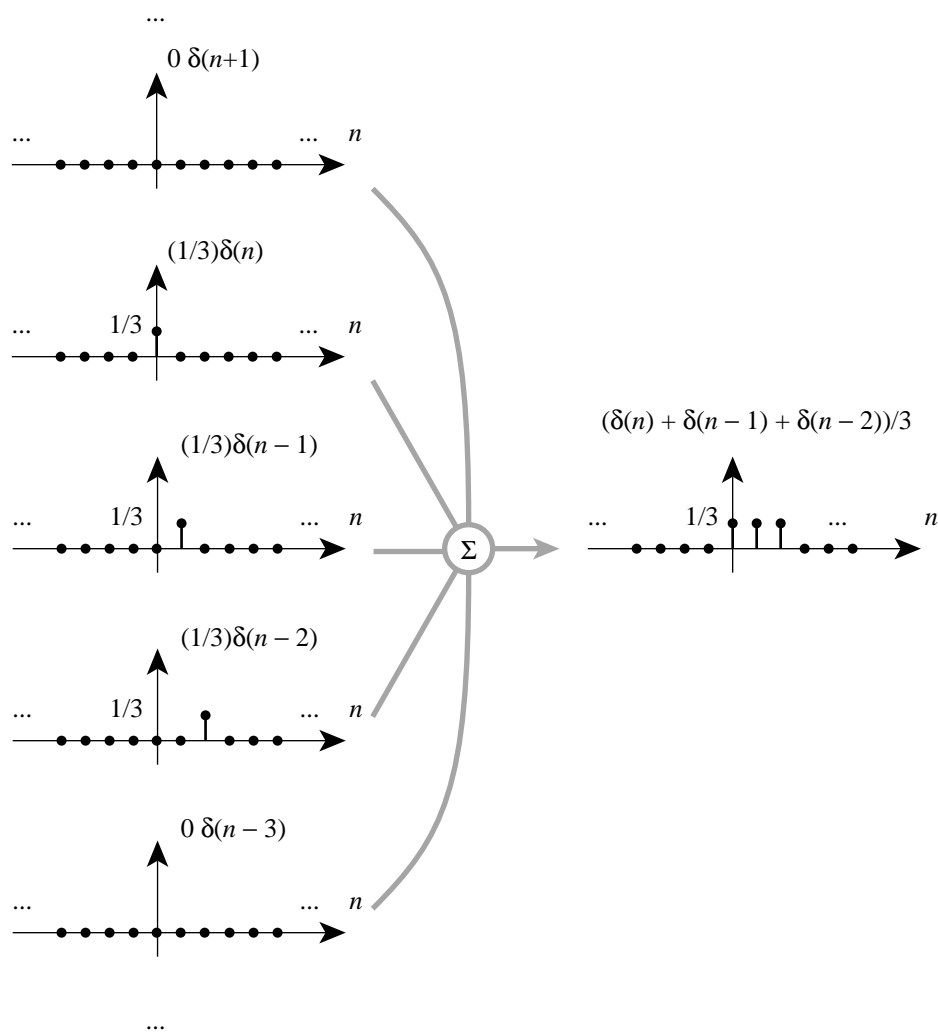 ...
0 δ(n+1)
... ... n
(1/3)δ(n)
... 1/3 ... n
(1/3)δ(n − 1)
... 1/3 ... n
(1/3)δ(n − 2)
... 1/3 ... n
0 δ(n − 3)
... ... n
...
Σ
(δ(n) + δ(n − 1) + δ(n − 2))/3
... 1/3 ... n